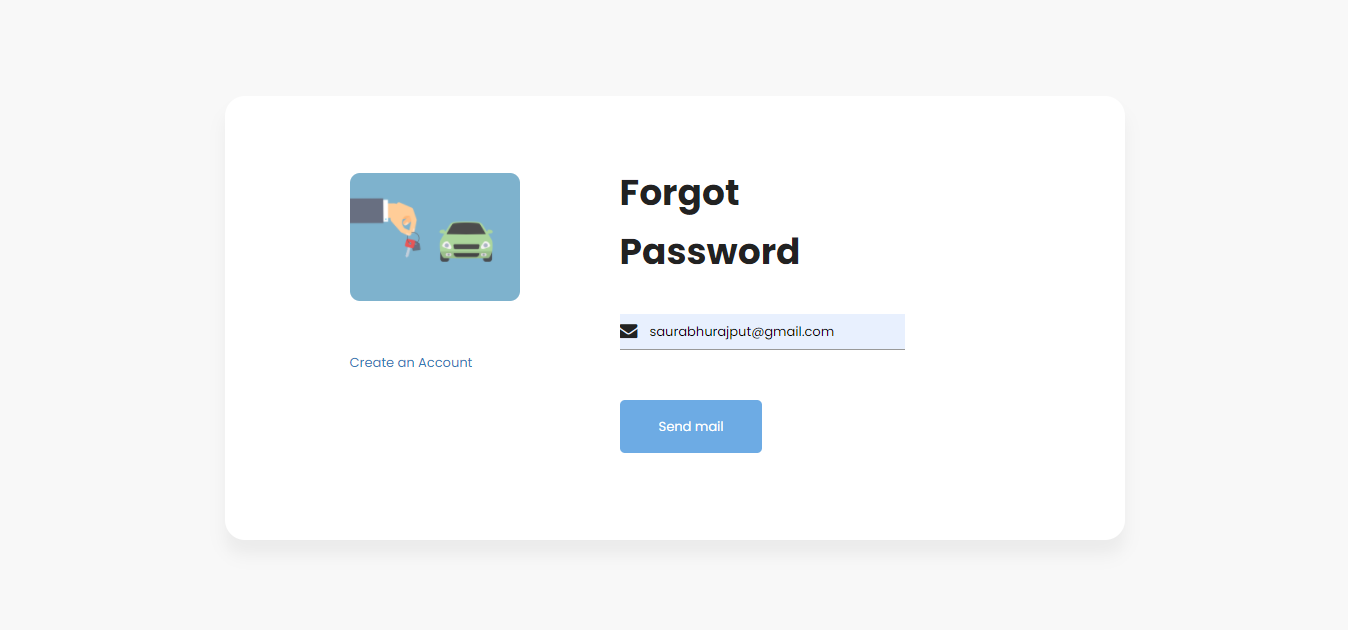 Forgot
Password
saurabhurajput@gmail.com
Create an Account
Send mail